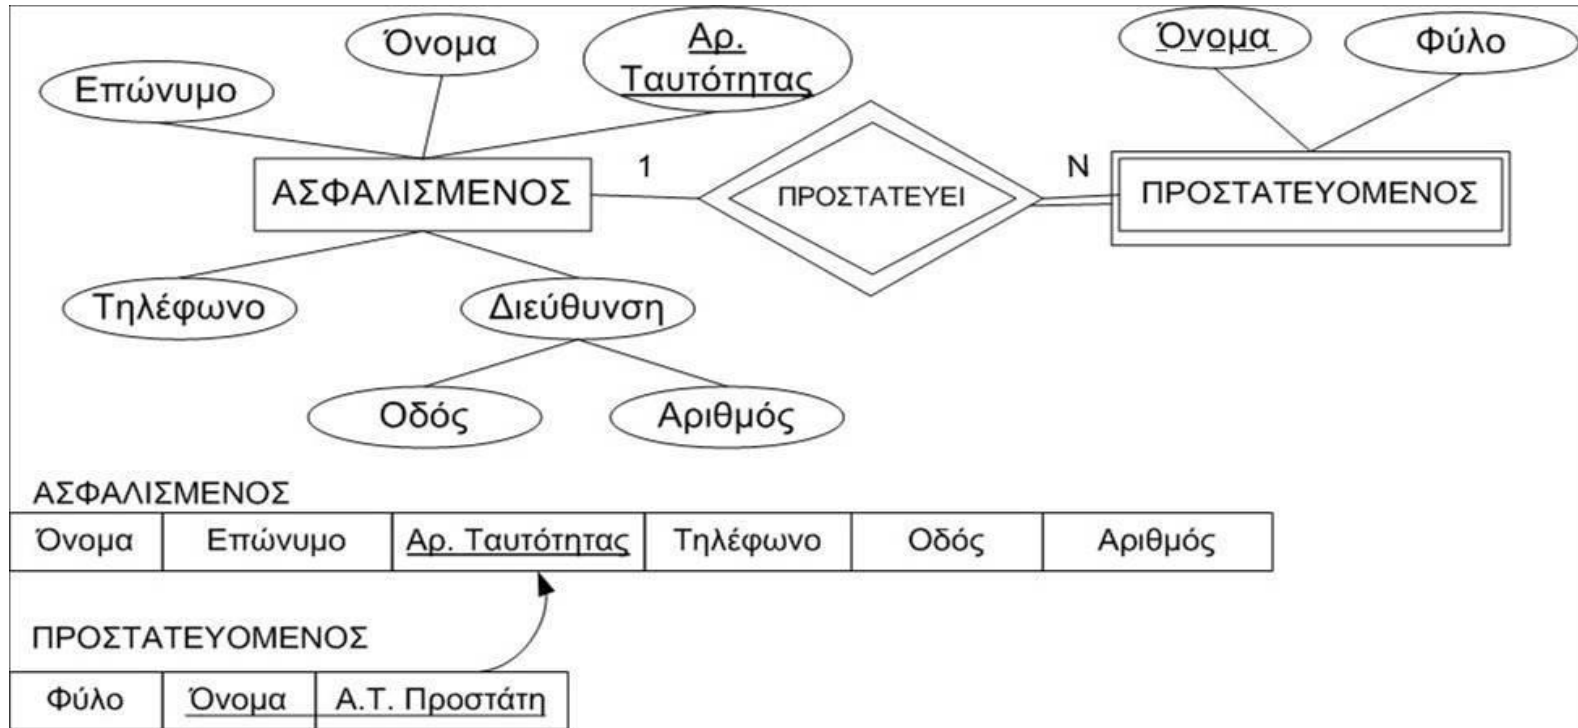 Επώνυμο
Όνομα
Αρ.
Ταυτότητας
Όνομα
Φύλο
ΑΣΦΑΛΙΣΜΕΝΟΣ
1
ΠΡΟΣΤΑΤΕΥΕΙ
N
ΠΡΟΣΤΑΤΕΥΟΜΕΝΟΣ
Τηλέφωνο
Διεύθυνση
Οδός
Αριθμός
ΑΣΦΑΛΙΣΜΕΝΟΣ
Όνομα Επώνυμο Αρ. Ταυτότητας Τηλέφωνο Οδός Αριθμός
ΠΡΟΣΤΑΤΕΥΟΜΕΝΟΣ
Φύλο Όνομα Α.Τ. Προστάτη